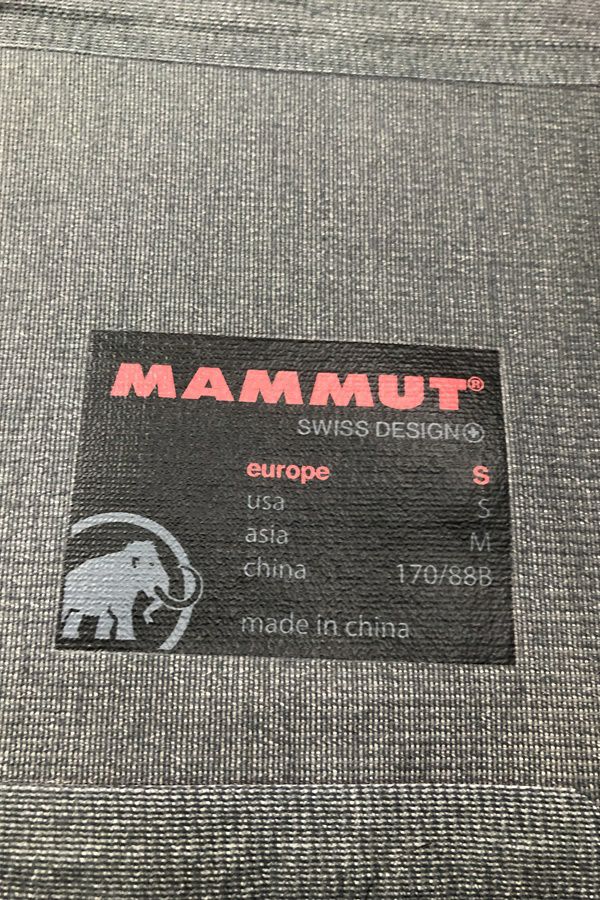 MAMMUT®
SWISS DESIGN
europe S
usa S
asia M
china 170/88B
made in china